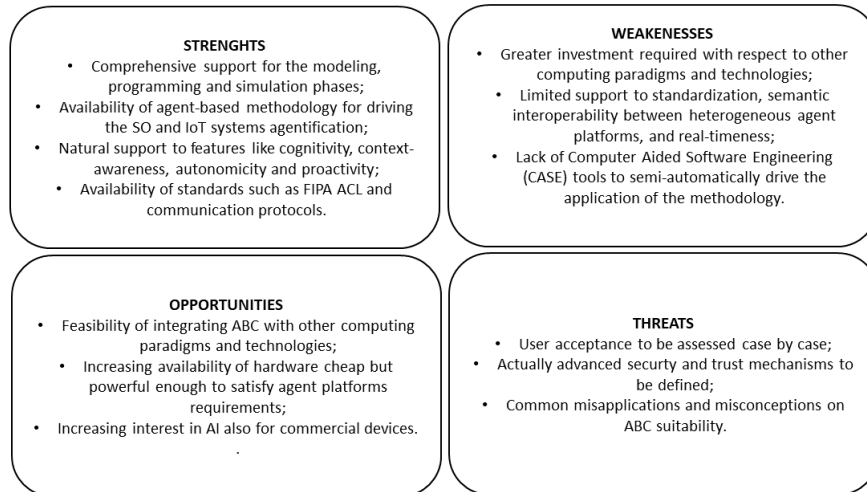 STRENGHTS
• Comprehensive support for the modeling,
programming and simulation phases;
• Availability of agent-based methodology for driving
the SO and IoT systems agentification;
• Natural support to features like cognitivity, context-
awareness, autonomicity and proactivity;
• Availability of standards such as FIPA ACL and
communication protocols.
WEAKENESSES
• Greater investment required with respect to other
computing paradigms and technologies;
• Limited support to standardization, semantic
interoperability between heterogeneous agent
platforms, and real-timeness;
• Lack of Computer Aided Software Engineering
(CASE) tools to semi-automatically drive the
application of the methodology.
OPPORTUNITIES
• Feasibility of integrating ABC with other computing
paradigms and technologies;
• Increasing availability of hardware cheap but
powerful enough to satisfy agent platforms
requirements;
• Increasing interest in AI also for commercial devices.
.
THREATS
• User acceptance to be assessed case by case;
• Actually advanced securty and trust mechanisms to
be defined;
• Common misapplications and misconceptions on
ABC suitability.